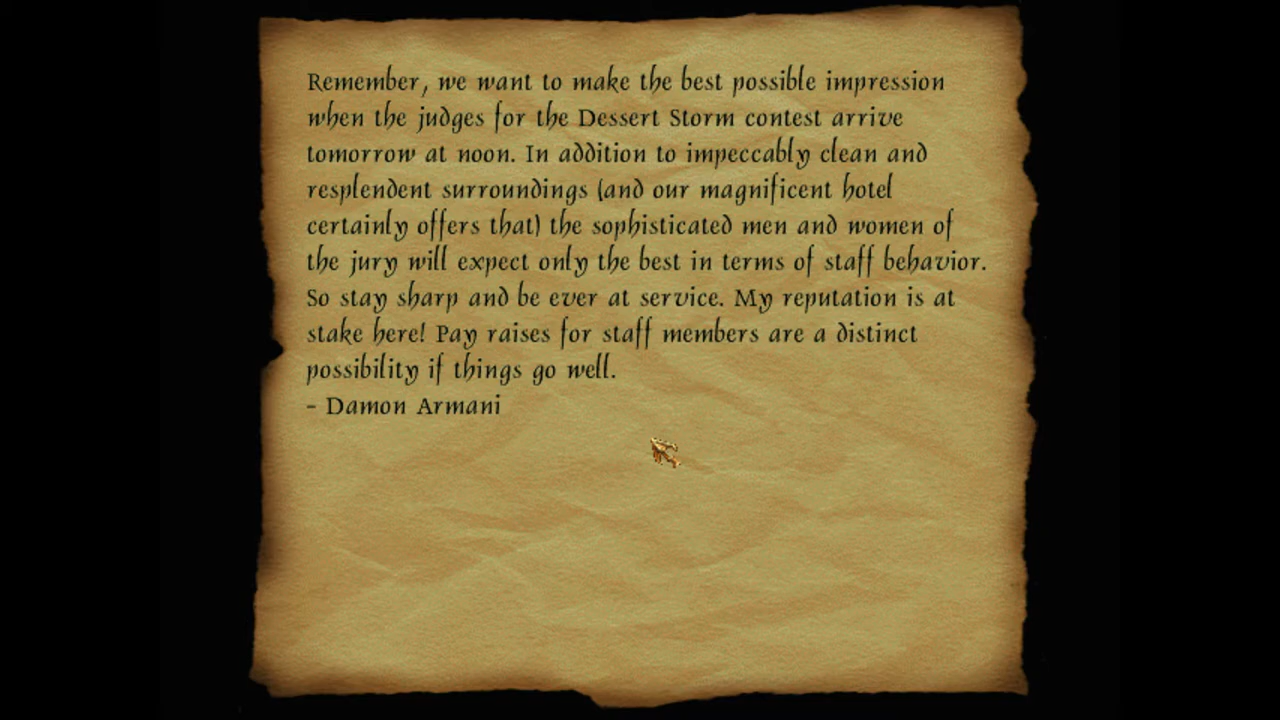 Remember, we want to make the best possible impression
when the judges for the Dessert Storm contest arrive
tomorrow at noon. In addition to impeccably clean and
resplendent surroundings (and our magnificent hotel
certainly offers that) the sophisticated men and women of
the jury will expect only the best in terms of staff behavior.
So stay sharp and be ever at service. My reputation is at
stake here! Pay raises for staff members are a distinct
possibility if things go well.
- Damon Armani